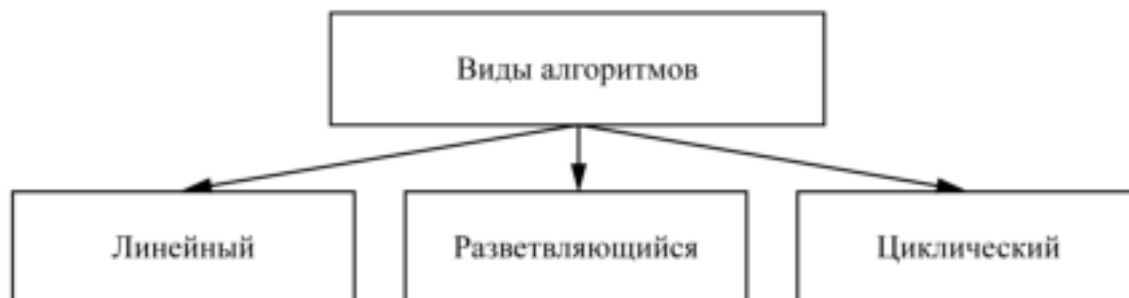 Виды алгоритмов
Линейный
Разветвляющийся
Циклический